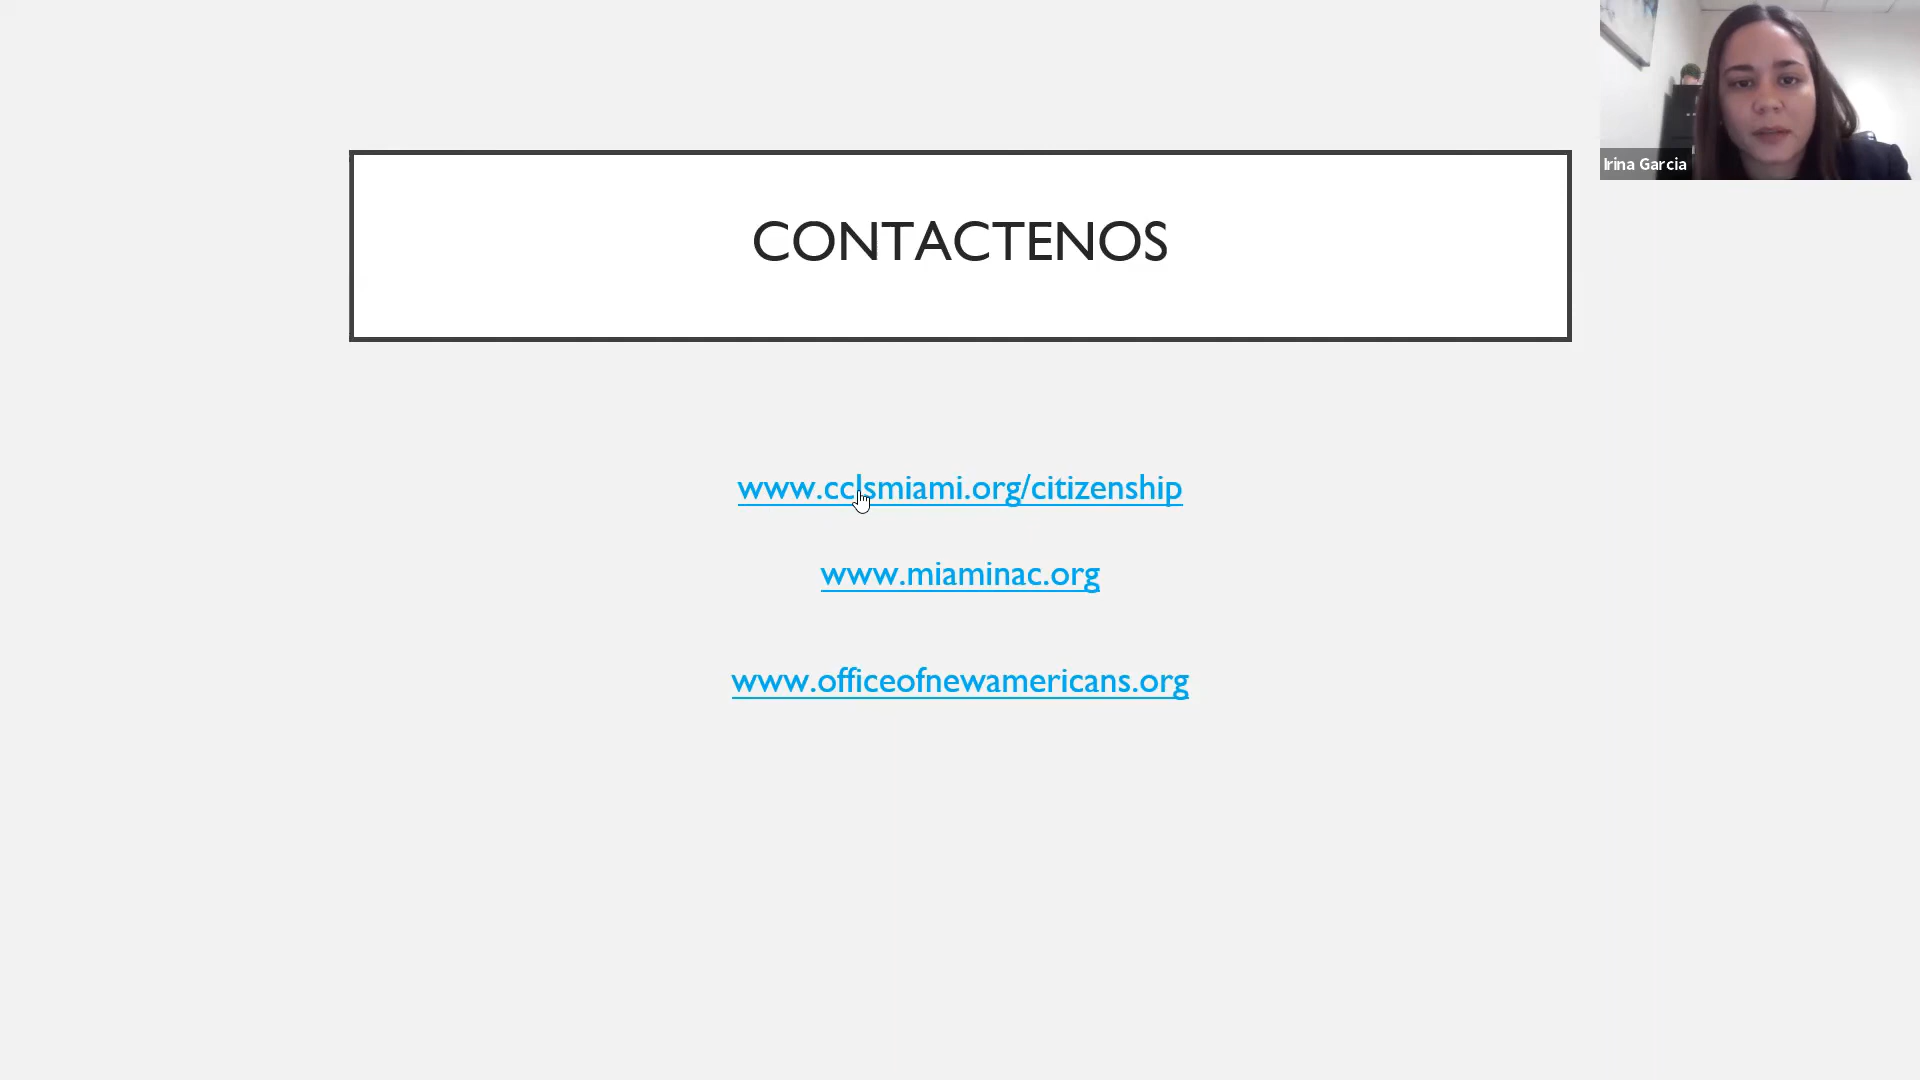 Irina Garcia
CONTACTENOS
www.cclsmiami.org/citizenship
www.miaminac.org
www.officeofnewamericans.org